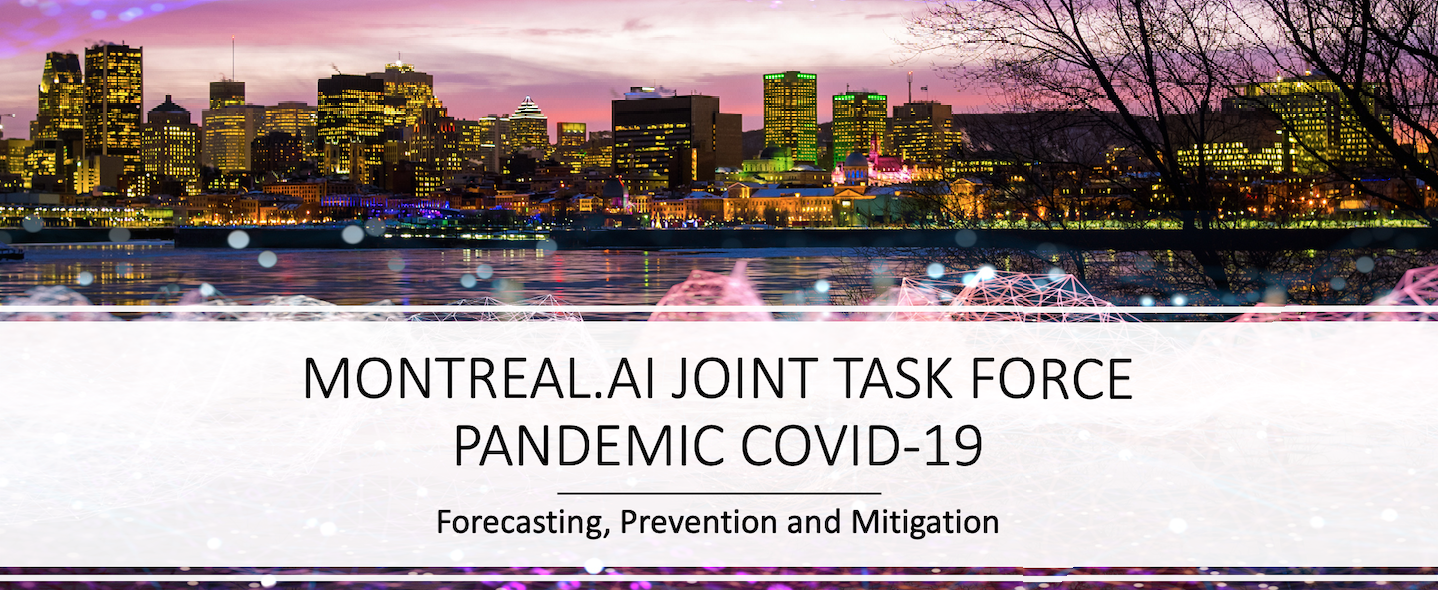 MONTREAL.AI JOINT TASK FORCE
PANDEMIC COVID-19
Forecasting, Prevention and Mitigation